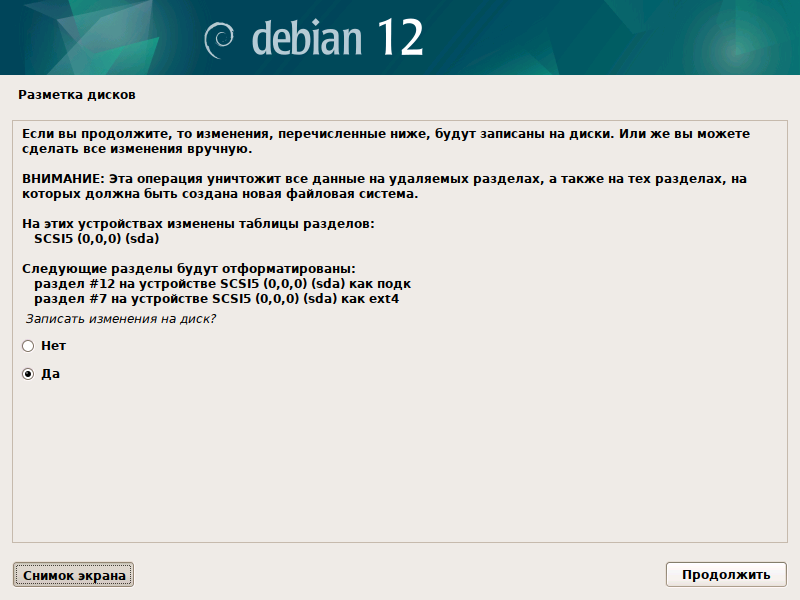 debian 12
Разметка дисков
Если вы продолжите, то изменения, перечисленные ниже, будут записаны на диски. Или же вы можете
сделать все изменения вручную.
ВНИМАНИЕ: Эта операция уничтожит все данные на удаляемых разделах, а также на тех разделах, на
которых должна быть создана новая файловая система.
На этих устройствах изменены таблицы разделов:
SCSI5 (0,0,0) (sda)
Следующие разделы будут отформатированы:
раздел #12 на устройстве SCSI5 (0,0,0) (sda) как подк
раздел #7 на устройстве SCSI5 (0,0,0) (sda) как ext4
Записать изменения на диск?
Нет
Да
Снимок экрана
Продолжить